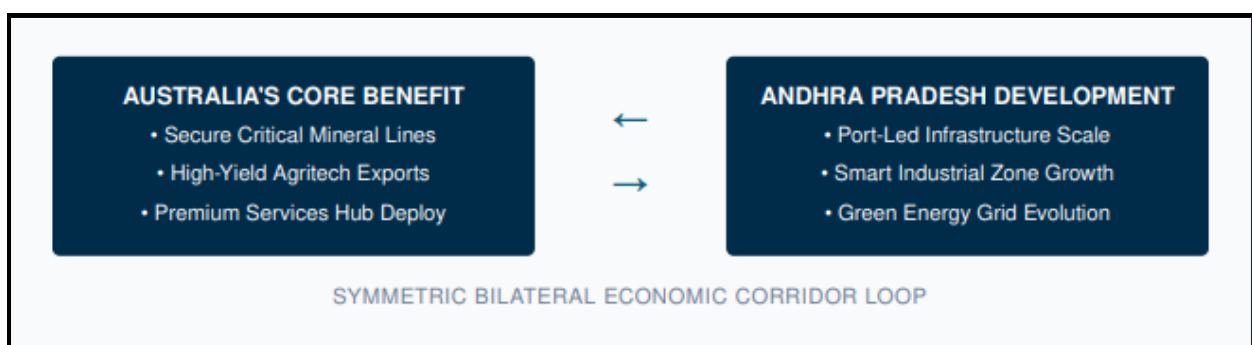 AUSTRALIA'S CORE BENEFIT
• Secure Critical Mineral Lines
• High-Yield Agritech Exports
• Premium Services Hub Deploy
←
→
ANDHRA PRADESH DEVELOPMENT
• Port-Led Infrastructure Scale
• Smart Industrial Zone Growth
• Green Energy Grid Evolution
SYMMETRIC BILATERAL ECONOMIC CORRIDOR LOOP